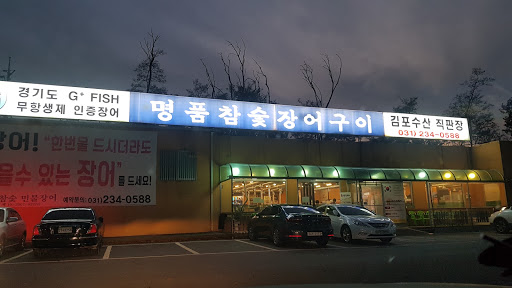 경기도 G+ FISH
무항생제 인증장어
명품참숯장어구이
김포수산 직판장
031) 234-0588
장어! "한번을 드시더라도
있는 장어"를 드세요!
031) 234-0588